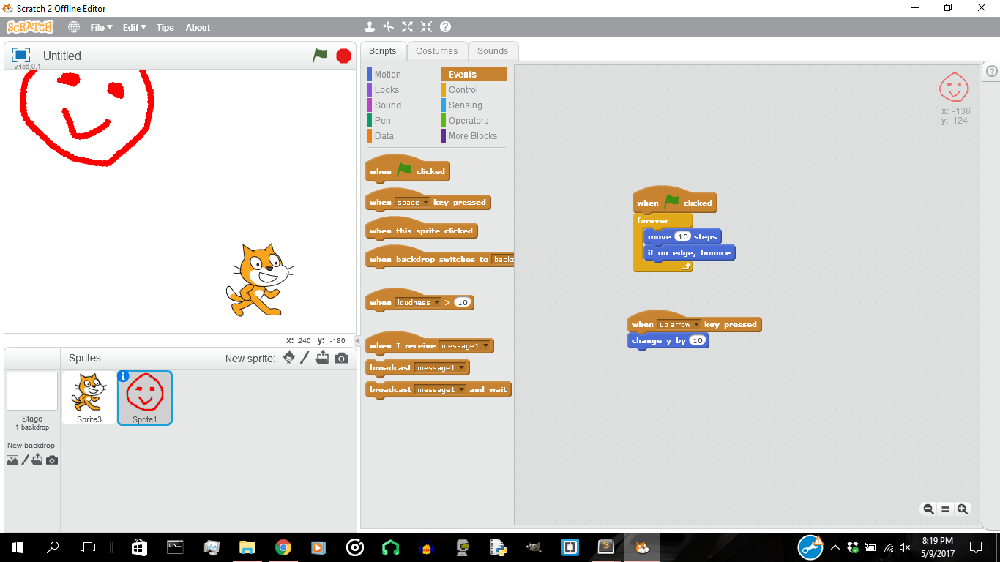 Scratch 2 Offline Editor
SCRATCH File Edit Tips About
Untitled
v456.0.1
Scripts Costumes Sounds
Motion Events
Looks Control
Sound Sensing
Pen Operators
Data More Blocks
when clicked
when space key pressed
when this sprite clicked
when backdrop switches to
when loudness > 10
when I receive message1
broadcast message1
broadcast message1 and wait
x: -136
y: 124
when clicked
forever
move 10 steps
if on edge, bounce
when up arrow key pressed
change y by 10
x: 240 y: -180
Sprites New sprite:
Stage
1 backdrop
New backdrop:
Sprite3 Sprite1
8:19 PM
5/9/2017